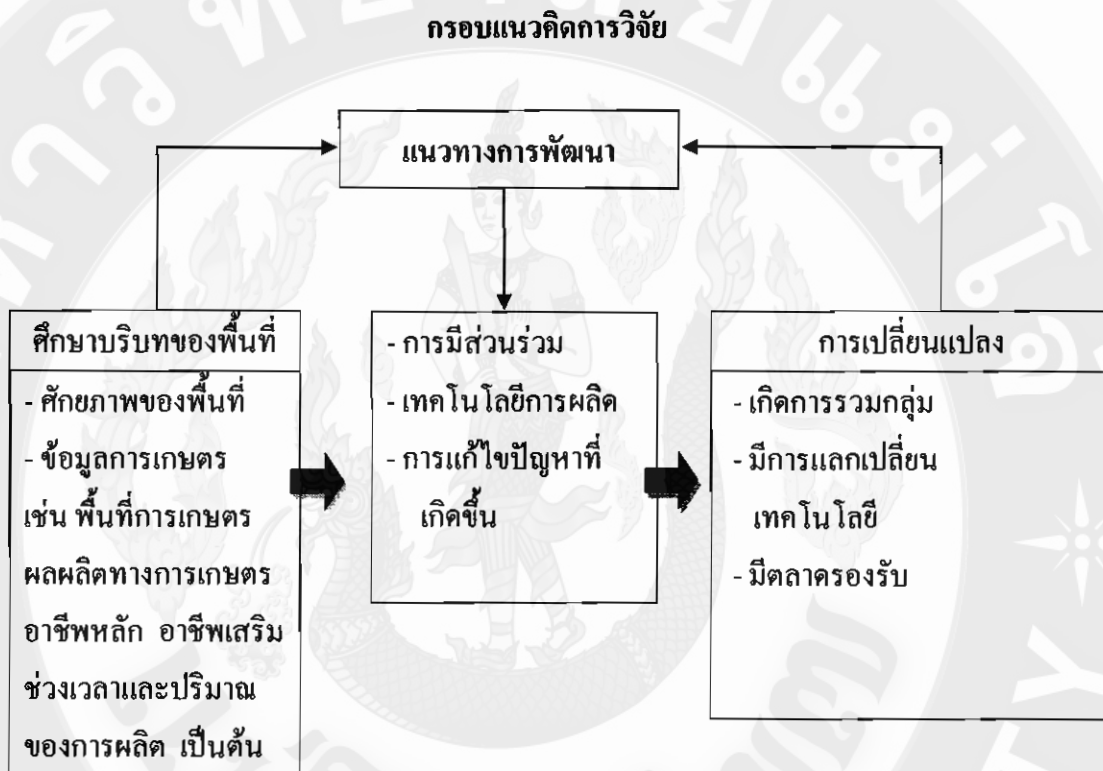 กรอบแนวคิดการวิจัย
แนวทางการพัฒนา
ศึกษาบริบทของพื้นที่
- ศักยภาพของพื้นที่
- ข้อมูลการเกษตร
เช่น พื้นที่การเกษตร
ผลผลิตทางการเกษตร
อาชีพหลัก อาชีพเสริม
ช่วงเวลาและปริมาณ
ของการผลิต เป็นต้น
- การมีส่วนร่วม
- เทคโนโลยีการผลิต
- การแก้ไขปัญหาที่
เกิดขึ้น
การเปลี่ยนแปลง
- เกิดการรวมกลุ่ม
- มีการแลกเปลี่ยน
เทคโนโลยี
- มีตลาดรองรับ